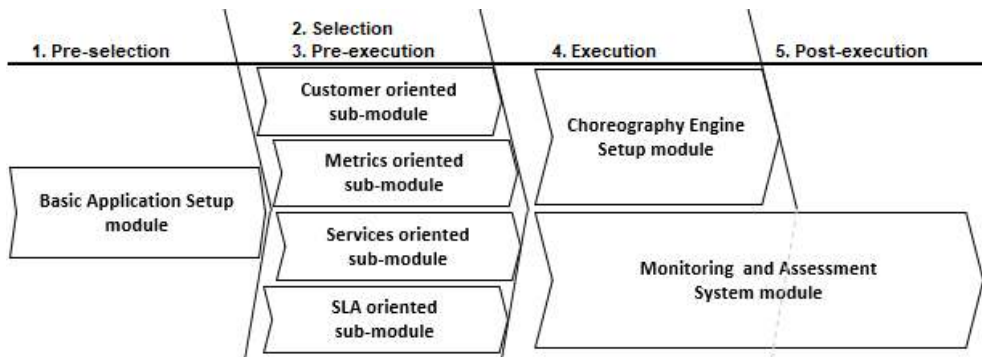 1. Pre-selection
2. Selection
3. Pre-execution
4. Execution
5. Post-execution
Basic Application Setup
module
Customer oriented
sub-module
Metrics oriented
sub-module
Services oriented
sub-module
SLA oriented
sub-module
Choreography Engine
Setup module
Monitoring and Assessment
System module